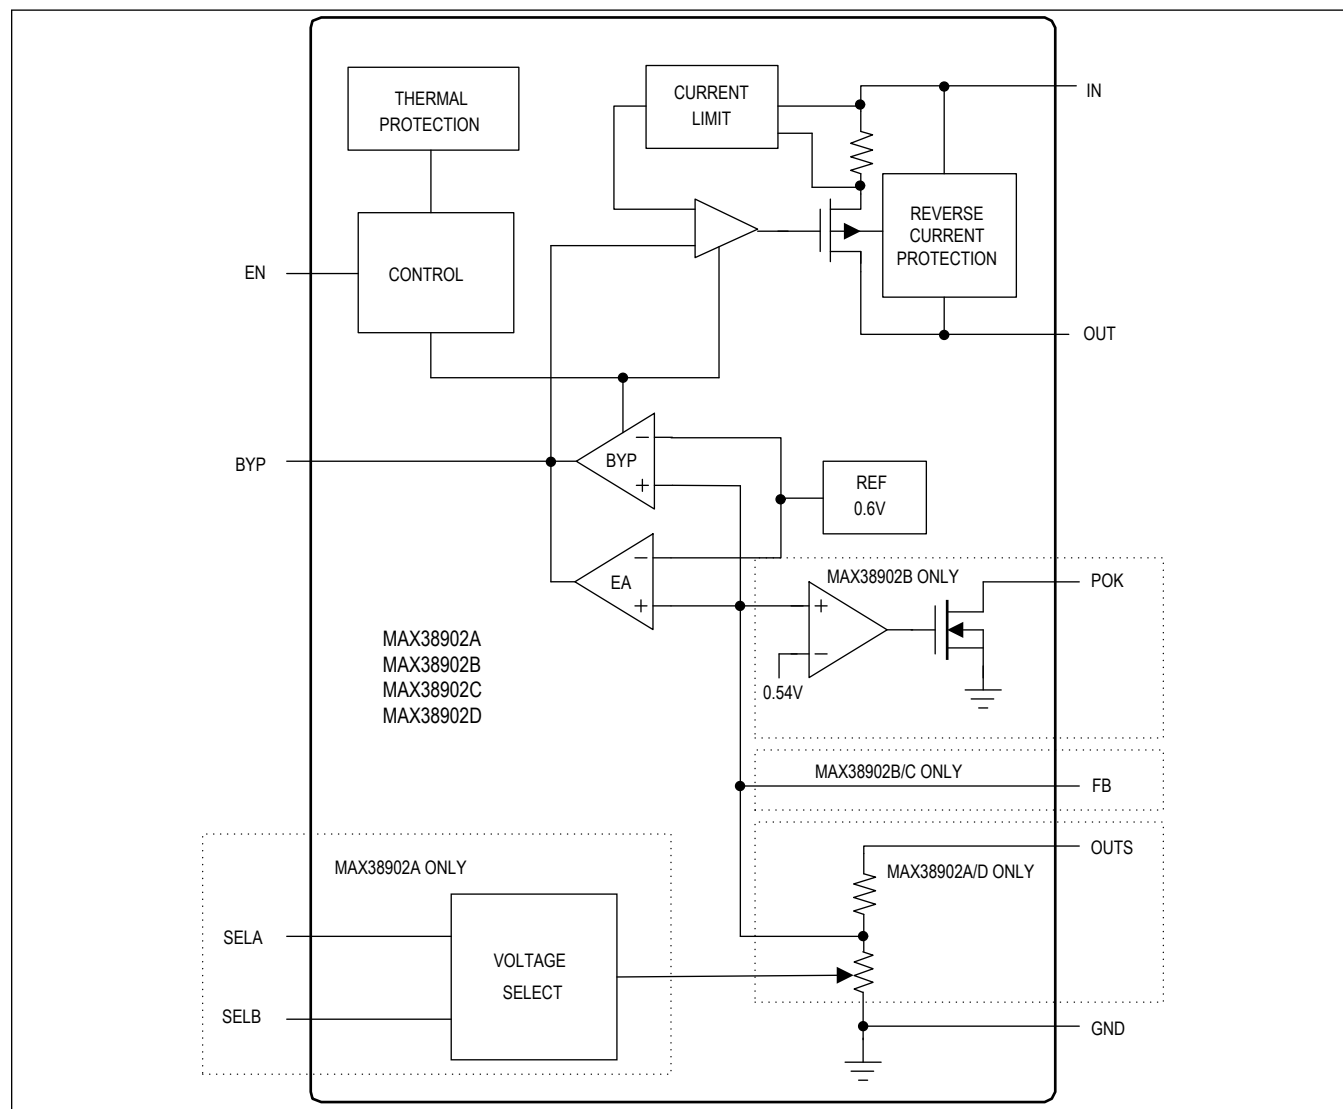 THERMAL
PROTECTION
CURRENT
LIMIT
IN
REVERSE
CURRENT
PROTECTION
EN
CONTROL
OUT
BYP
BYP
−
+
REF
0.6V
EA
−
+
MAX38902B ONLY
POK
+
−
0.54V
MAX38902A
MAX38902B
MAX38902C
MAX38902D
MAX38902B/C ONLY
FB
OUTS
MAX38902A/D ONLY
MAX38902A ONLY
SELA
SELB
VOLTAGE
SELECT
GND